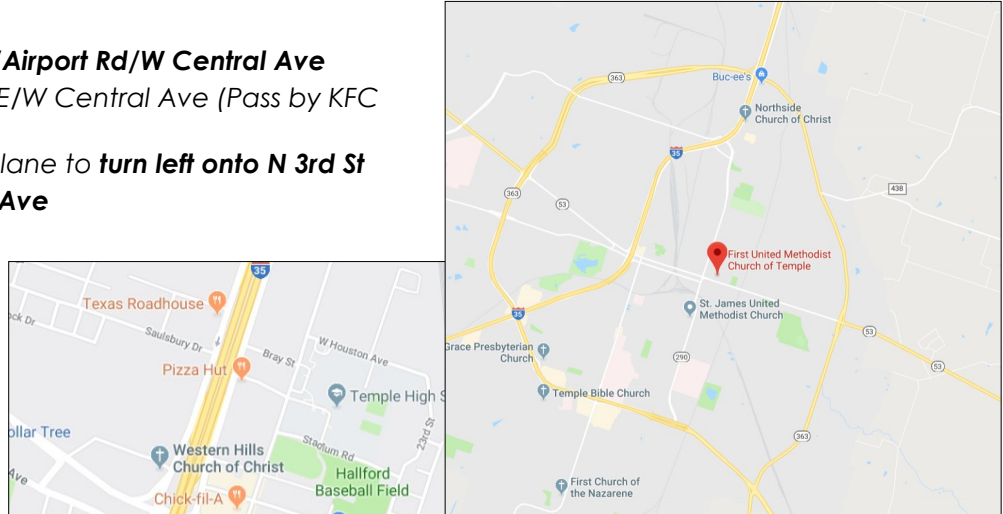 /Airport Rd/W Central Ave
E/W Central Ave (Pass by KFC
lane to turn left onto N 3rd St
Ave
363
Buc-ee's
Northside
Church of Christ
35
363
53
438
First United Methodist
Church of Temple
St. James United
Methodist Church
35
53
Grace Presbyterian
Church
290
53
Temple Bible Church
363
First Church of
the Nazarene
35
Texas Roadhouse
ock Dr
Saulsbury Dr
Bray St
W Houston Ave
Pizza Hut
Temple High S
ollar Tree
23rd St
Western Hills
Church of Christ
Stadium Rd
Hallford
Baseball Field
Ave
Chick-fil-A